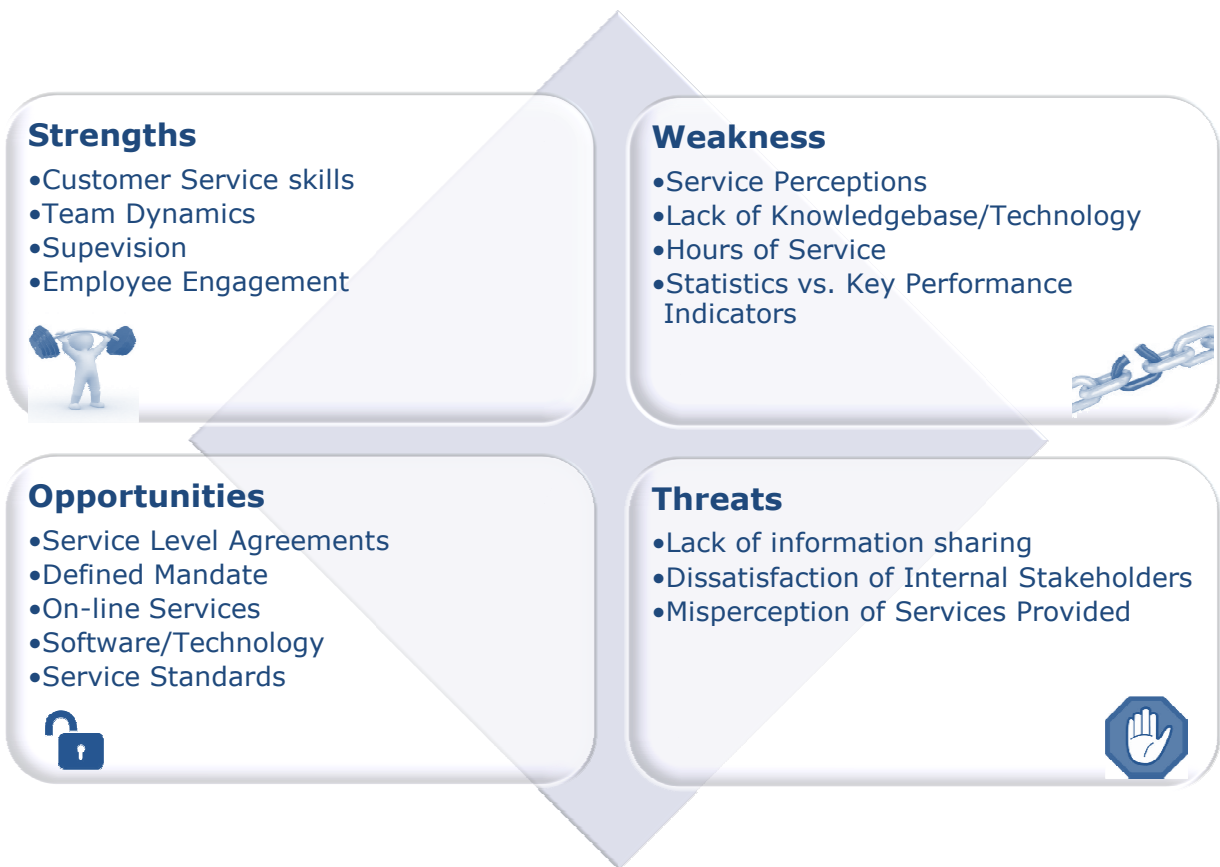 Strengths
•Customer Service skills
•Team Dynamics
•Supevision
•Employee Engagement
Weakness
•Service Perceptions
•Lack of Knowledgebase/Technology
•Hours of Service
•Statistics vs. Key Performance
Indicators
Opportunities
•Service Level Agreements
•Defined Mandate
•On-line Services
•Software/Technology
•Service Standards
Threats
•Lack of information sharing
•Dissatisfaction of Internal Stakeholders
•Misperception of Services Provided